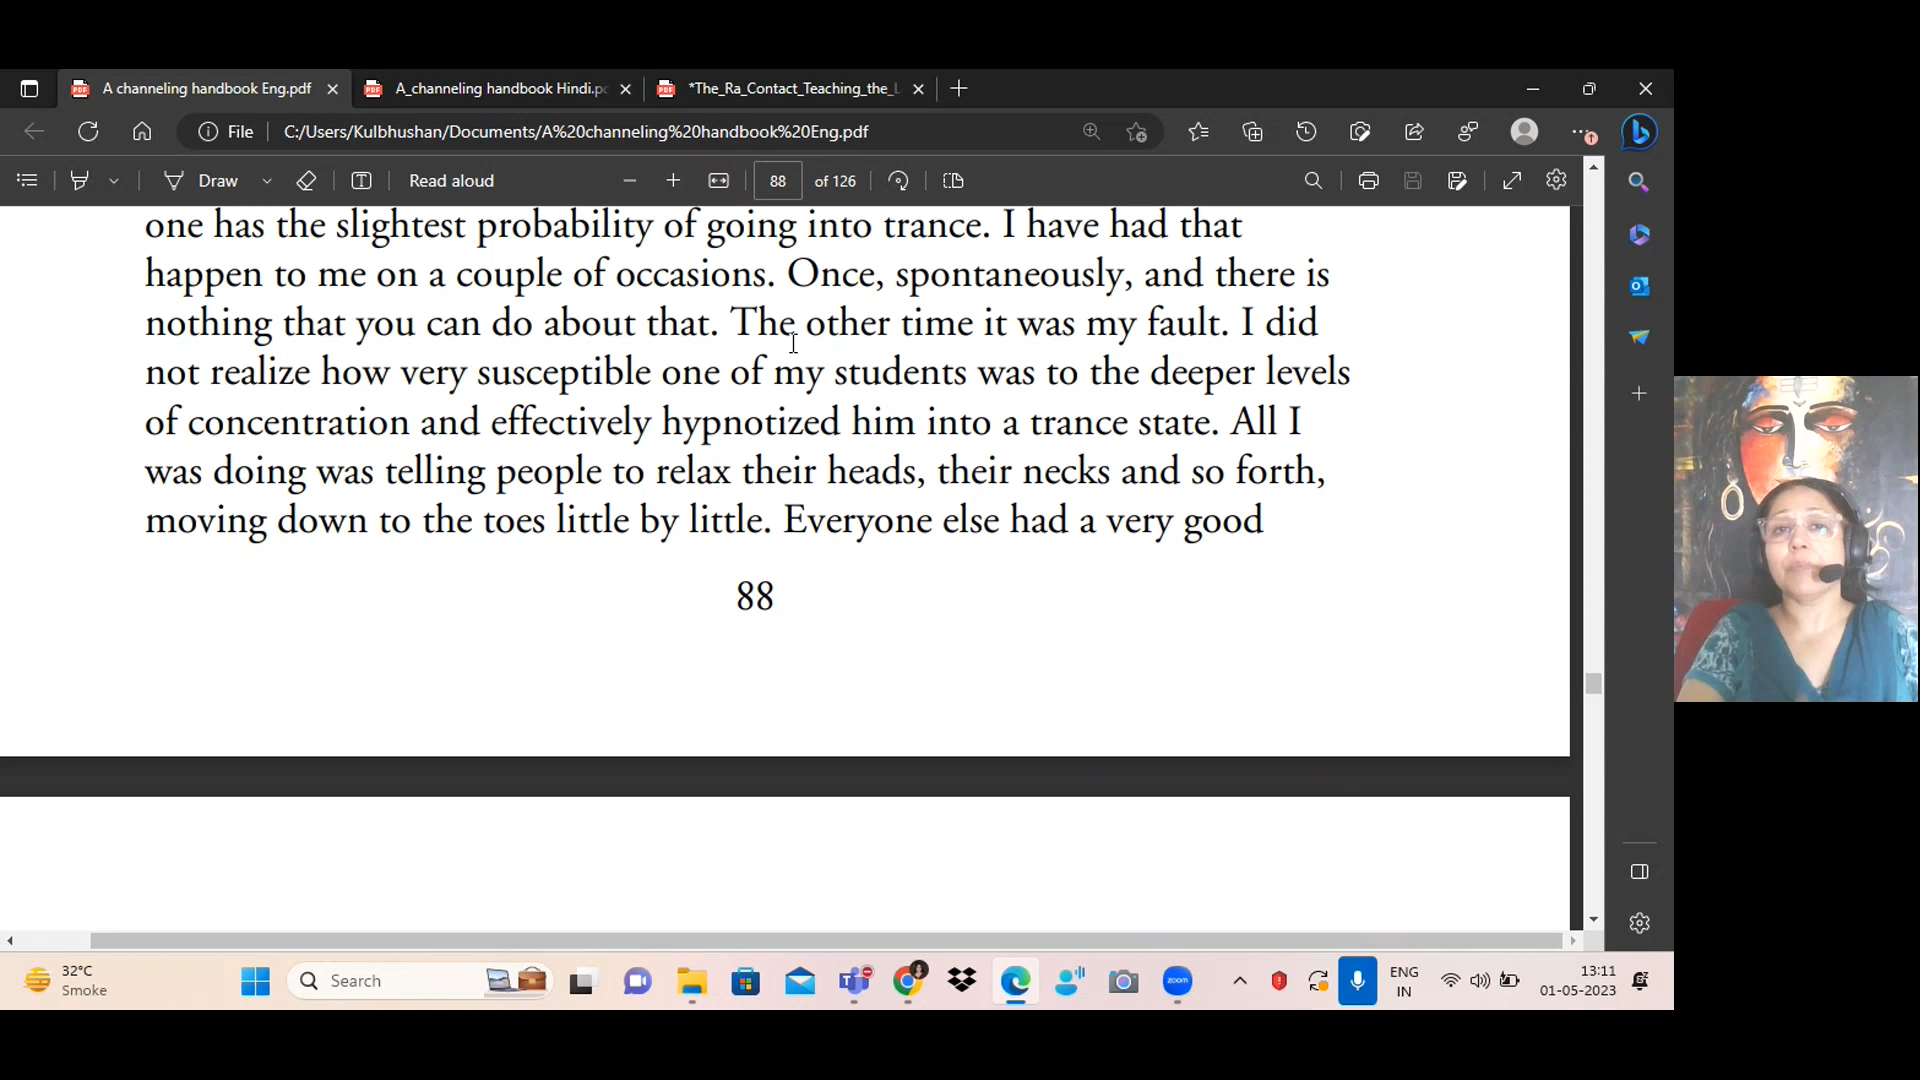 A channeling handbook Eng.pdf
A_channeling handbook Hindi.p
*The_Ra_Contact_Teaching_the_L
File
C:/Users/Kulbhushan/Documents/A%20channeling%20handbook%20Eng.pdf
Draw
Read aloud
88
of 126
one has the slightest probability of going into trance. I have had that
happen to me on a couple of occasions. Once, spontaneously, and there is
nothing that you can do about that. The other time it was my fault. I did
not realize how very susceptible one of my students was to the deeper levels
of concentration and effectively hypnotized him into a trance state. All I
was doing was telling people to relax their heads, their necks and so forth,
moving down to the toes little by little. Everyone else had a very good
88
32°C
Smoke
Search
zoom
ENG
IN
13:11
01-05-2023